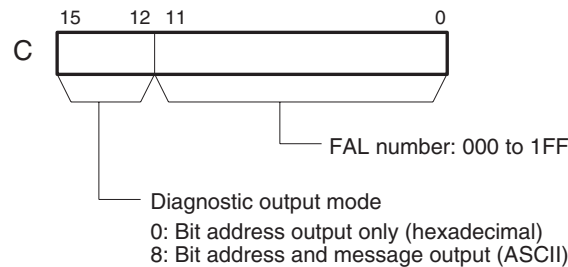 15 12 11 0
C
FAL number: 000 to 1FF
Diagnostic output mode
0: Bit address output only (hexadecimal)
8: Bit address and message output (ASCII)